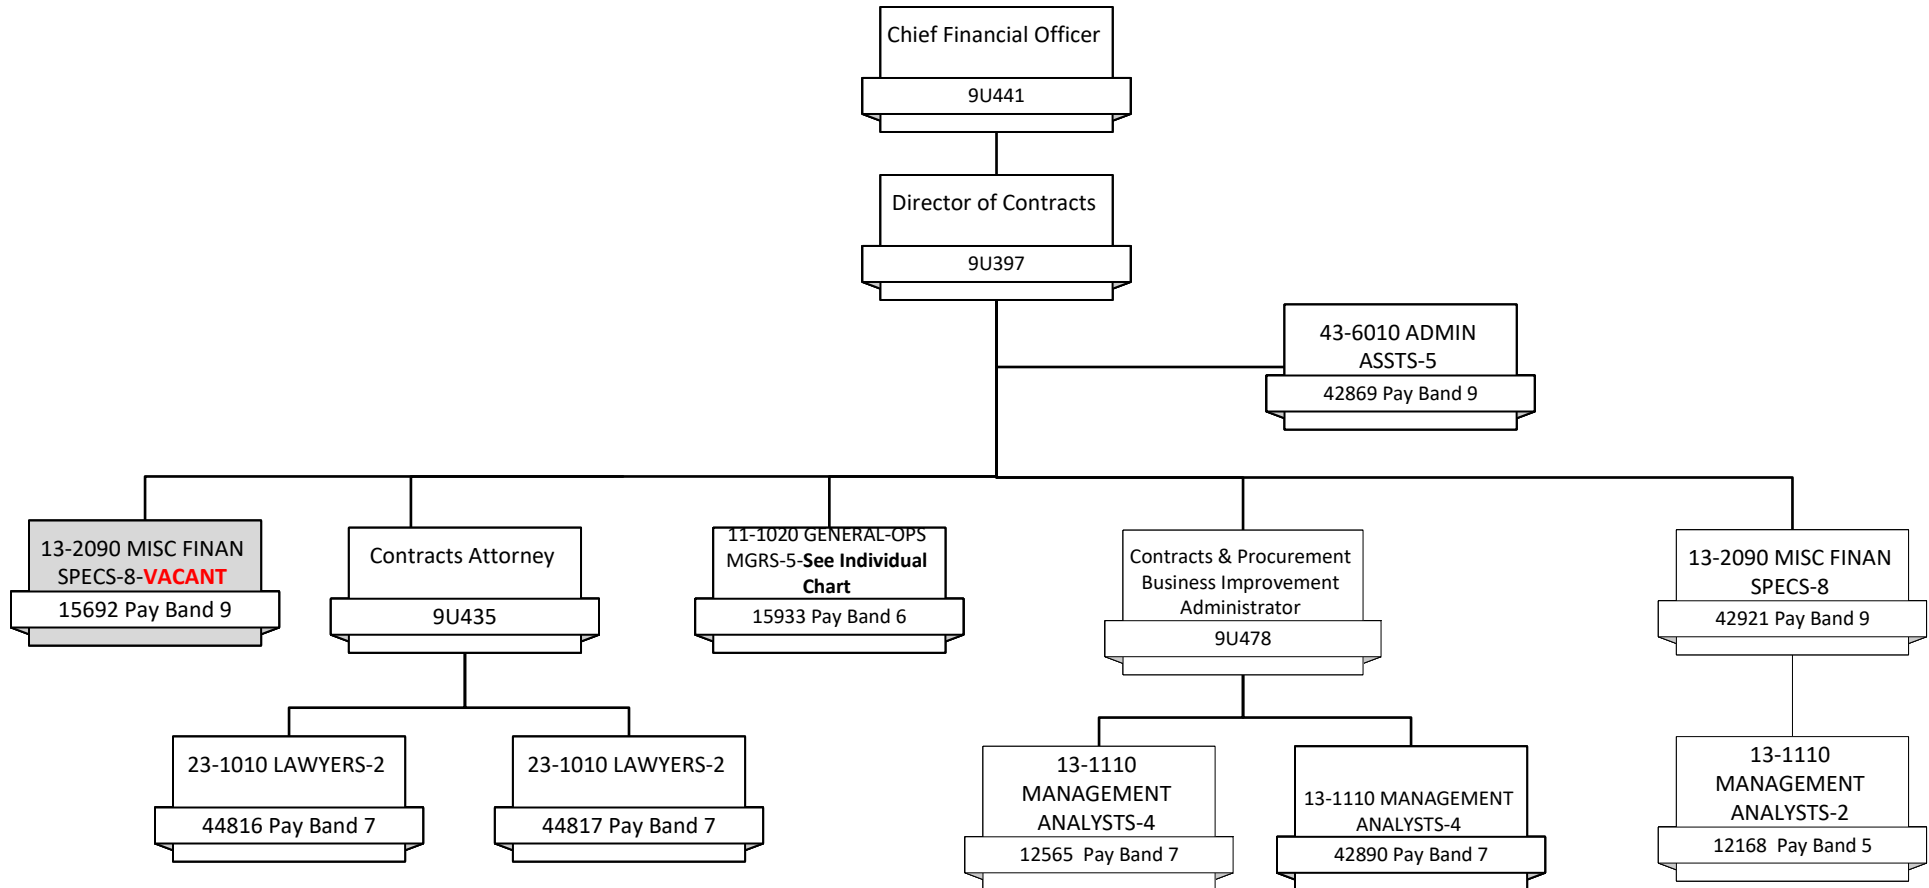 Chief Financial Officer
9U441
Director of Contracts
9U397
43-6010 ADMIN
ASSTS-5
42869 Pay Band 9
13-2090 MISC FINAN
SPECS-8-VACANT
15692 Pay Band 9
Contracts Attorney
9U435
11-1020 GENERAL-OPS
MGRS-5-See Individual
Chart
15933 Pay Band 6
Contracts & Procurement
Business Improvement
Administrator
9U478
13-2090 MISC FINAN
SPECS-8
42921 Pay Band 9
23-1010 LAWYERS-2
44816 Pay Band 7
23-1010 LAWYERS-2
44817 Pay Band 7
13-1110
MANAGEMENT
ANALYSTS-4
12565  Pay Band 7
13-1110 MANAGEMENT
ANALYSTS-4
42890 Pay Band 7
13-1110
MANAGEMENT
ANALYSTS-2
12168  Pay Band 5